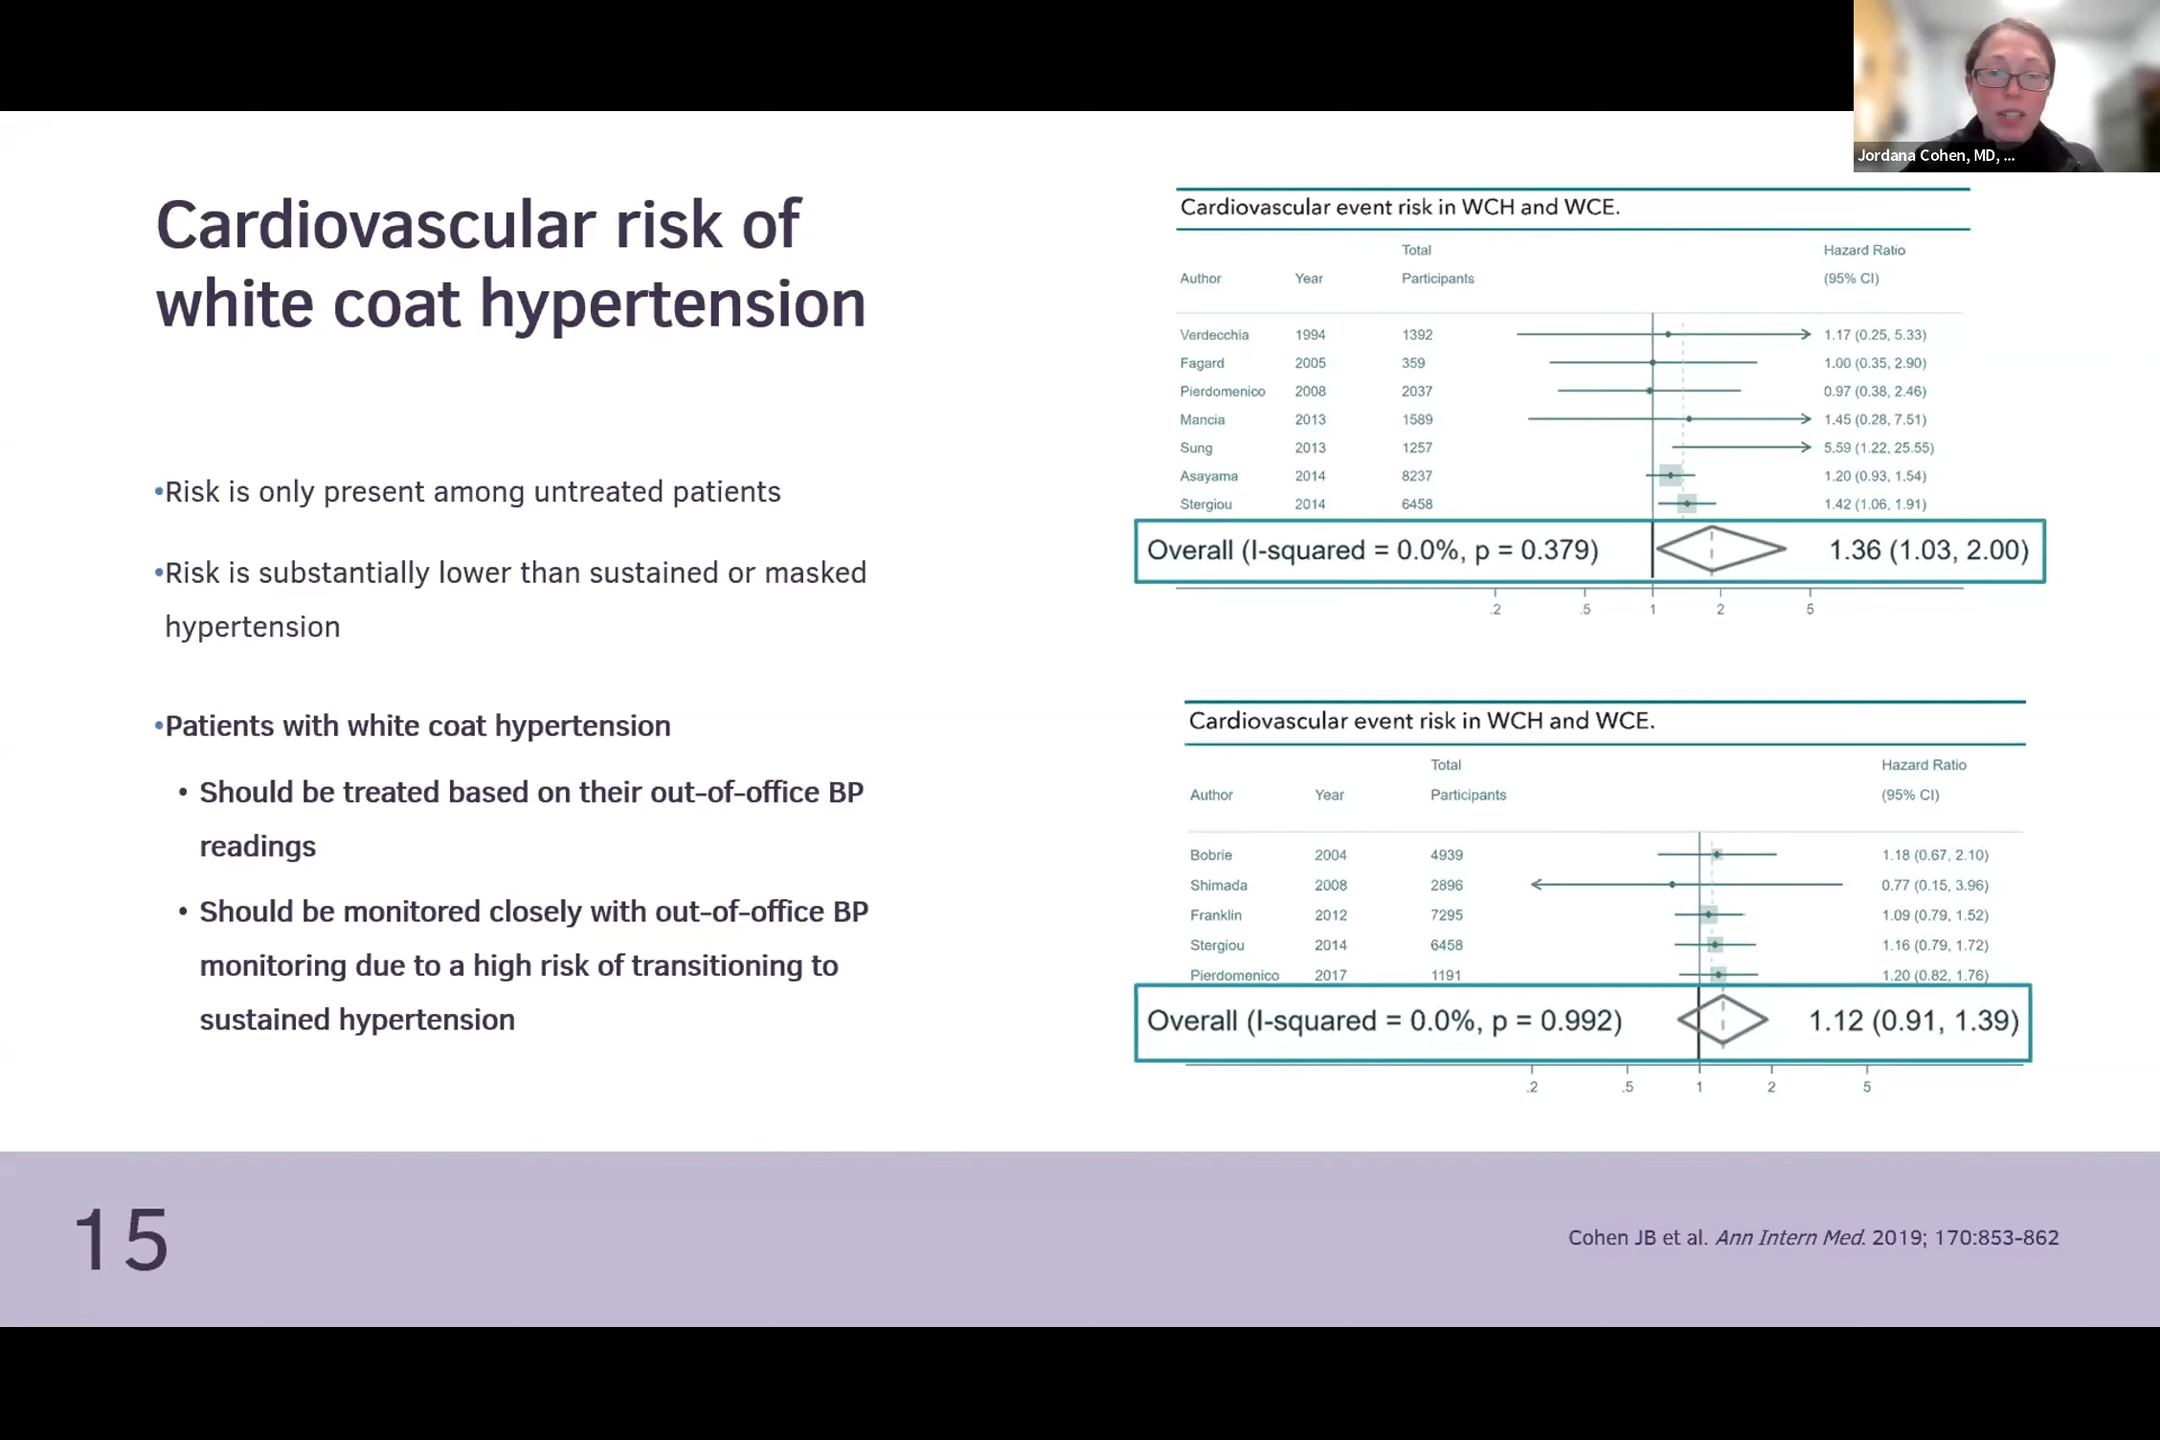 Jordana Cohen, MD, ...
Cardiovascular risk of
white coat hypertension
•Risk is only present among untreated patients
•Risk is substantially lower than sustained or masked
hypertension
•Patients with white coat hypertension
• Should be treated based on their out-of-office BP
readings
• Should be monitored closely with out-of-office BP
monitoring due to a high risk of transitioning to
sustained hypertension
Cardiovascular event risk in WCH and WCE.
Total Hazard Ratio
Author Year Participants (95% CI)
Verdecchia 1994 1392 1.17 (0.25, 5.33)
Fagard 2005 359 1.00 (0.35, 2.90)
Pierdomenico 2008 2037 0.97 (0.38, 2.46)
Mancia 2013 1589 1.45 (0.28, 7.51)
Sung 2013 1257 5.59 (1.22, 25.55)
Asayama 2014 8237 1.20 (0.93, 1.54)
Stergiou 2014 6458 1.42 (1.06, 1.91)
Overall (I-squared = 0.0%, p = 0.379) 1.36 (1.03, 2.00)
.2 .5 1 2 5
Cardiovascular event risk in WCH and WCE.
Total Hazard Ratio
Author Year Participants (95% CI)
Bobrie 2004 4939 1.18 (0.67, 2.10)
Shimada 2008 2896 0.77 (0.15, 3.96)
Franklin 2012 7295 1.09 (0.79, 1.52)
Stergiou 2014 6458 1.16 (0.79, 1.72)
Pierdomenico 2017 1191 1.20 (0.82, 1.76)
Overall (I-squared = 0.0%, p = 0.992) 1.12 (0.91, 1.39)
.2 .5 1 2 5
15
Cohen JB et al. Ann Intern Med. 2019; 170:853-862